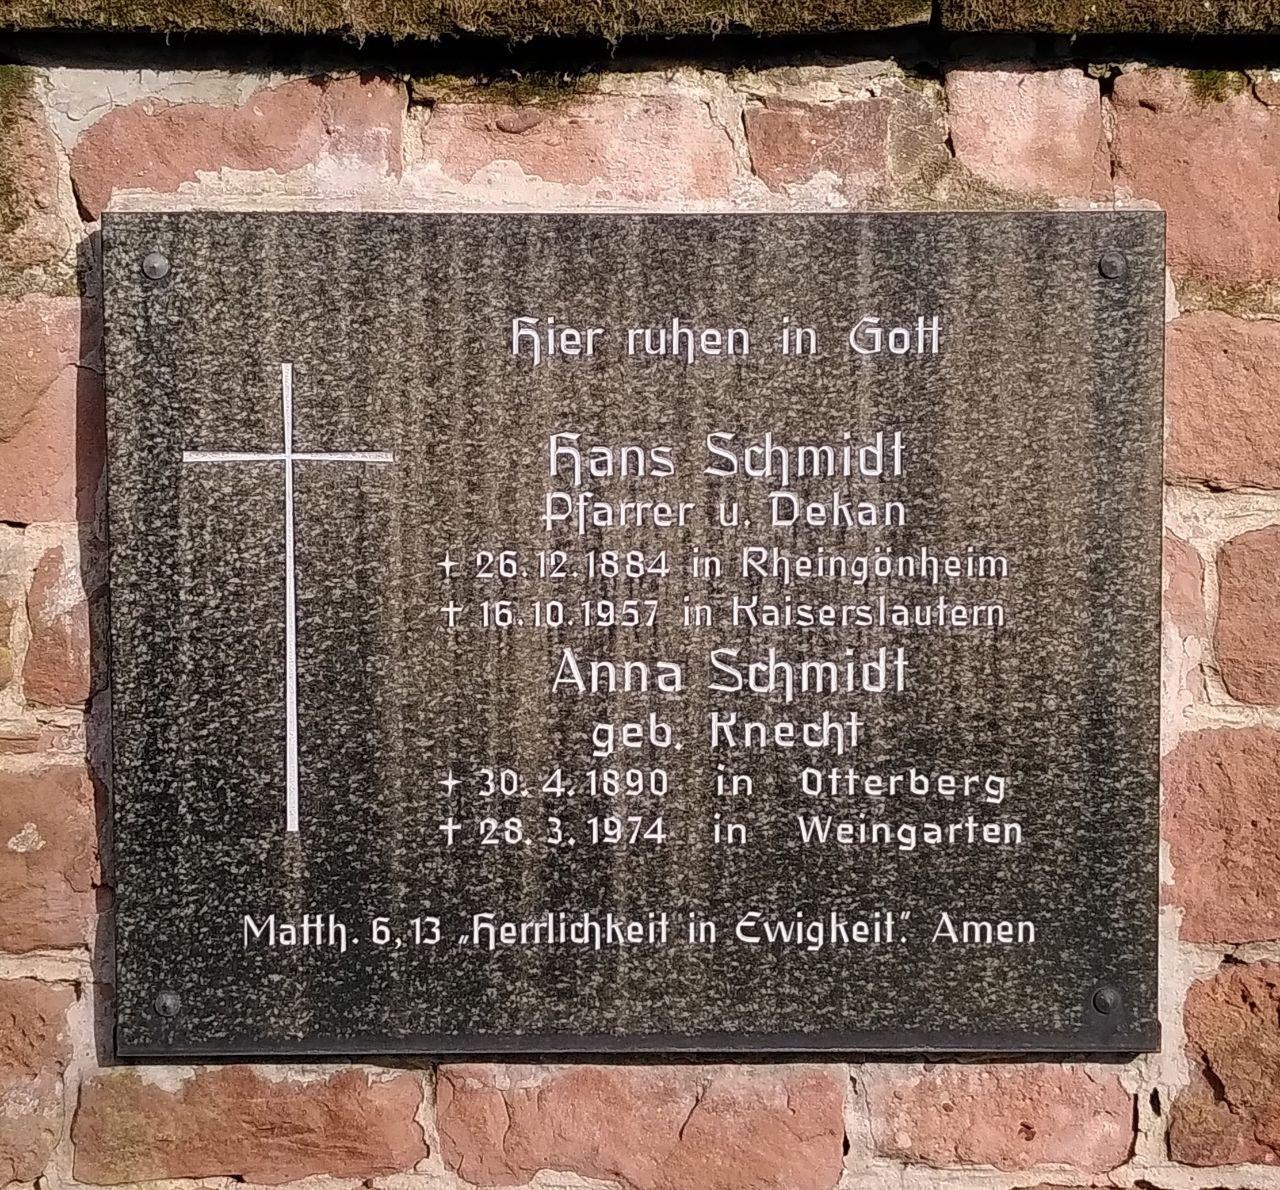 Hier ruhen in Gott
Hans Schmidt
Pfarrer u. Dekan
+ 26.12.1884 in Rheingönheim
† 16.10.1957 in Kaiserslautern
Anna Schmidt
geb. Knecht
+ 30.4.1890 in Otterberg
† 28.3.1974 in Weingarten
Matth. 6,13 „Herrlichkeit in Ewigkeit." Amen